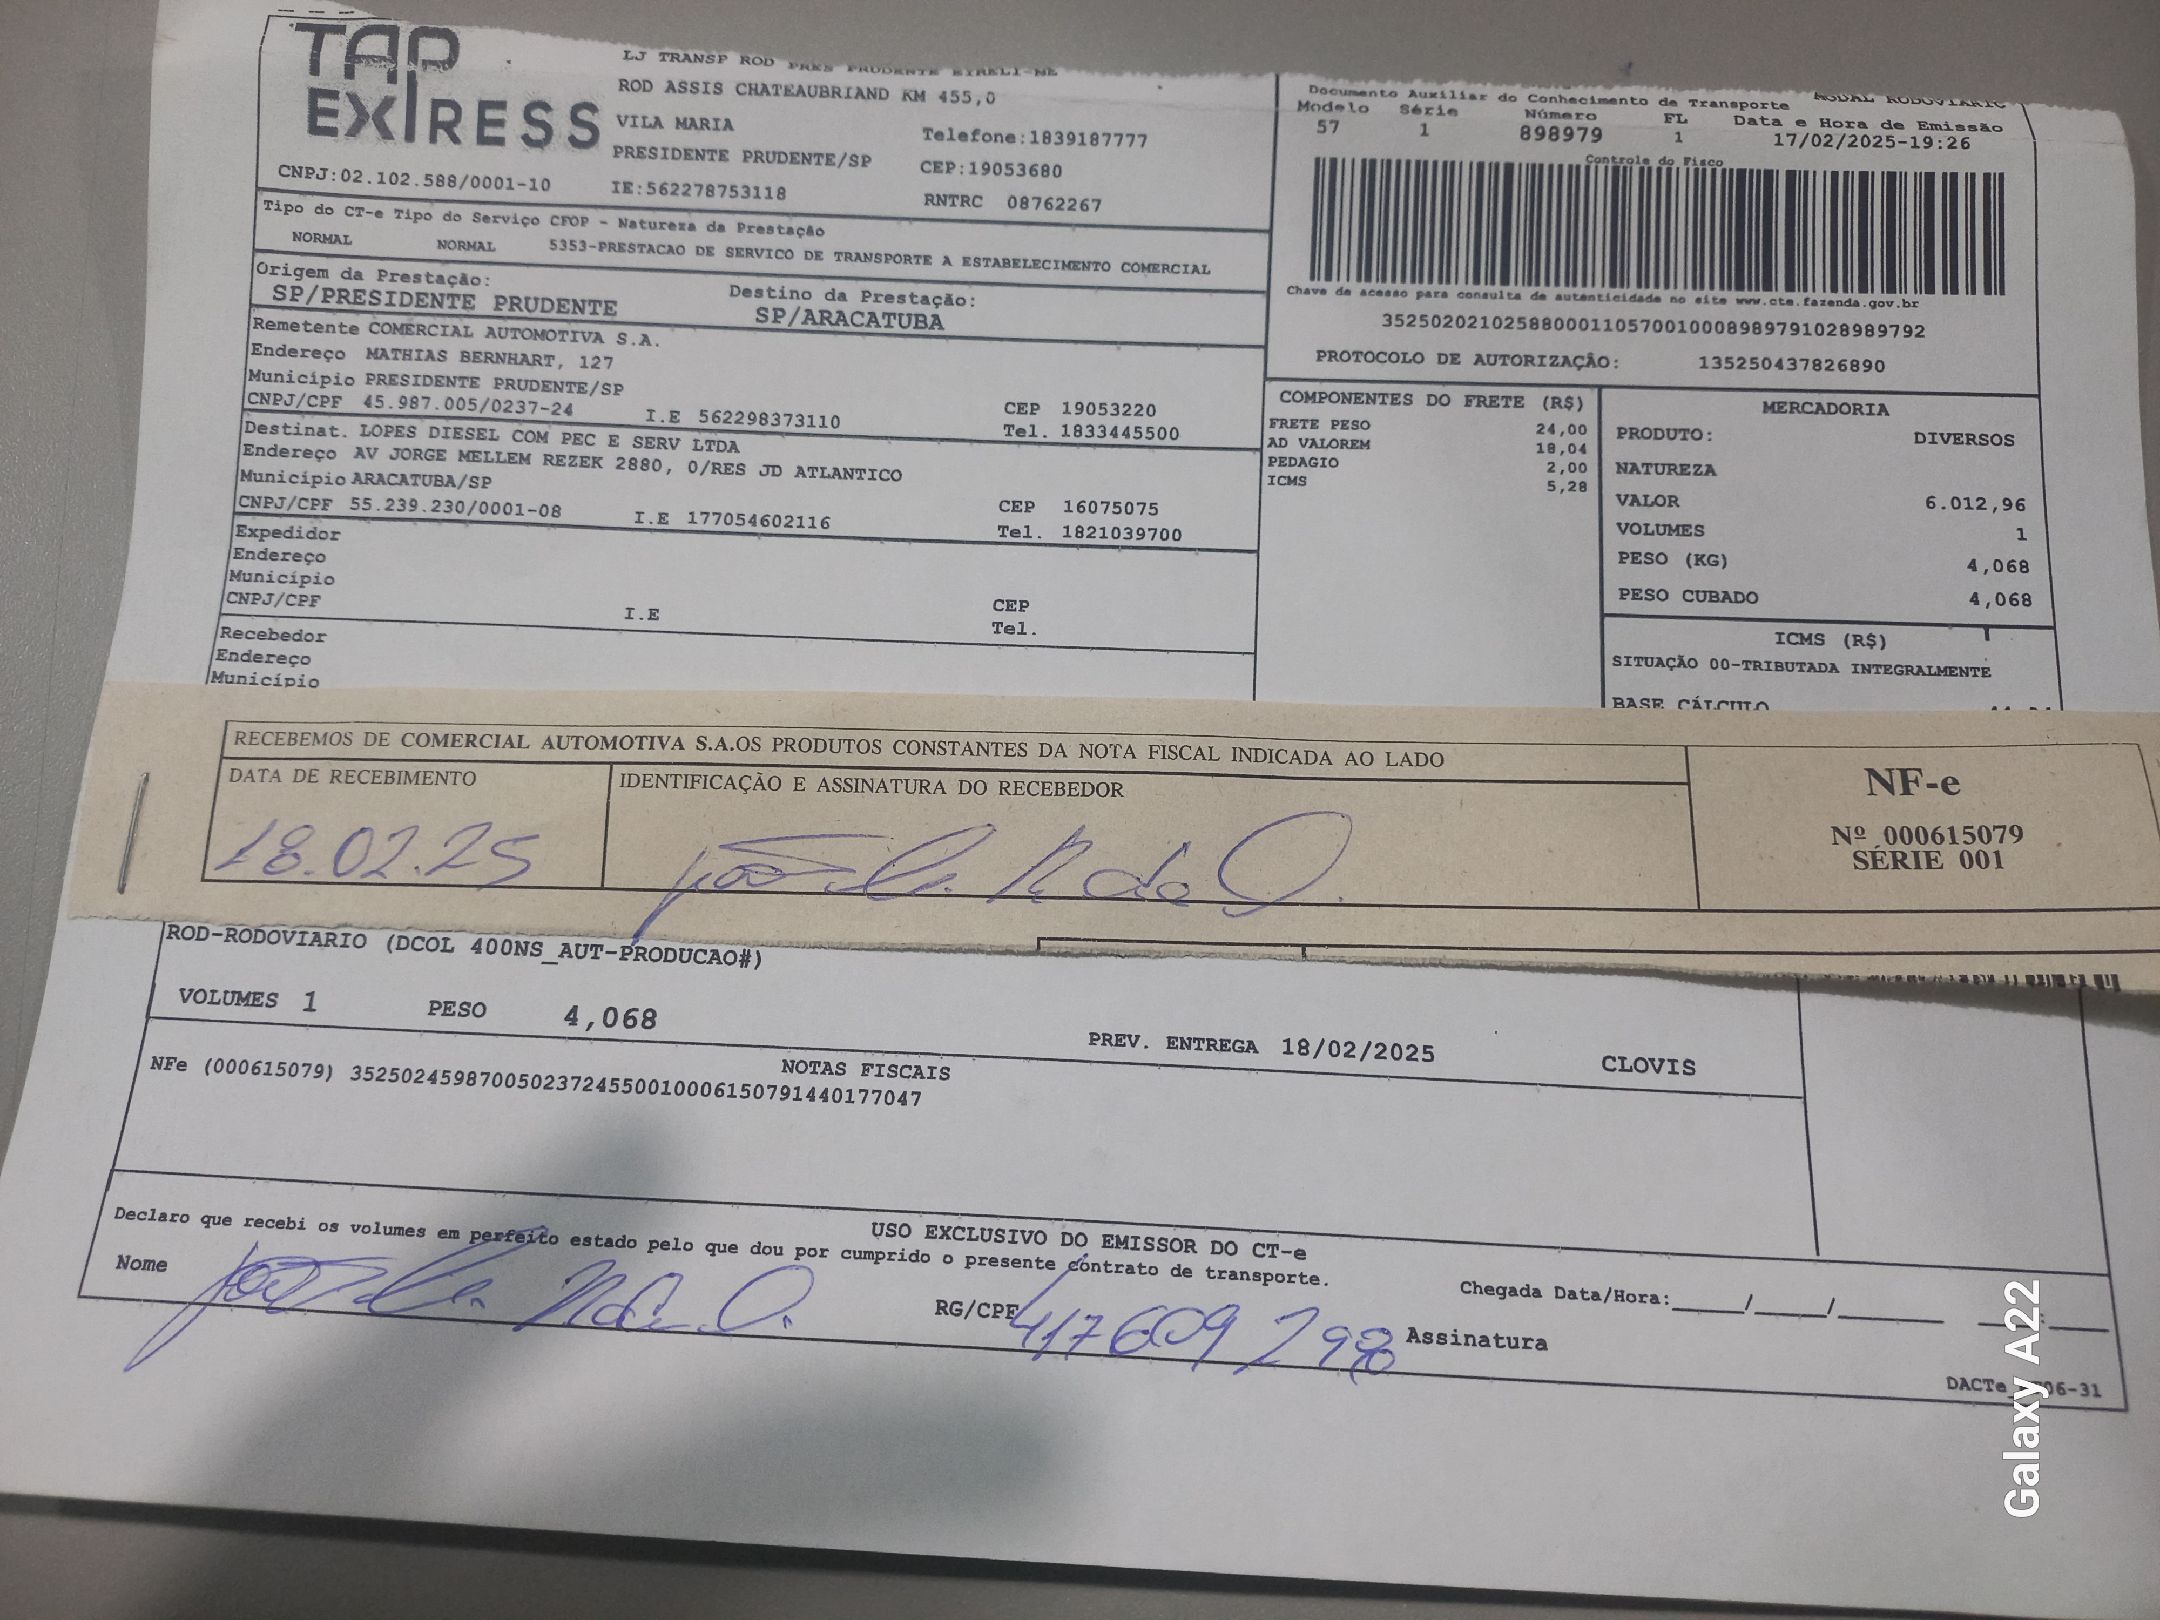 TAP
EXPRESS
LJ TRANSP ROD PRES PRUDENTE EIRELI-ME
ROD ASSIS CHATEAUBRIAND KM 455,0
VILA MARIA
Telefone:1839187777
PRESIDENTE PRUDENTE/SP
CEP:19053680
CNPJ:02.102.588/0001-10
IE:562278753118
RNTRC 08762267
MODAL RODOVIARIO
Documento Auxiliar do Conhecimento de Transporte
Modelo Série Número FL Data e Hora de Emissão
57 1 898979 1 17/02/2025-19:26
Controle do Fisco
Chave de acesso para consulta de autenticidade no site www.cte.fazenda.gov.br
35250202102588000110570010008989791028989792
PROTOCOLO DE AUTORIZAÇÃO: 135250437826890
Tipo do CT-e Tipo do Serviço CFOP - Natureza da Prestação
NORMAL NORMAL 5353-PRESTACAO DE SERVICO DE TRANSPORTE A ESTABELECIMENTO COMERCIAL
Origem da Prestação: Destino da Prestação:
SP/PRESIDENTE PRUDENTE SP/ARACATUBA
Remetente COMERCIAL AUTOMOTIVA S.A.
Endereço MATHIAS BERNHART, 127
Município PRESIDENTE PRUDENTE/SP CEP 19053220
CNPJ/CPF 45.987.005/0237-24 I.E 562298373110 Tel. 1833445500
Destinat. LOPES DIESEL COM PEC E SERV LTDA
Endereço AV JORGE MELLEM REZEK 2880, 0/RES JD ATLANTICO
Município ARACATUBA/SP CEP 16075075
CNPJ/CPF 55.239.230/0001-08 I.E 177054602116 Tel. 1821039700
Expedidor
Endereço
Município CEP
CNPJ/CPF I.E Tel.
Recebedor
Endereço
Município
COMPONENTES DO FRETE (R$)
FRETE PESO 24,00
AD VALOREM 18,04
PEDAGIO 2,00
ICMS 5,28
MERCADORIA
PRODUTO: DIVERSOS
NATUREZA
VALOR 6.012,96
VOLUMES 1
PESO (KG) 4,068
PESO CUBADO 4,068
ICMS (R$)
SITUAÇÃO 00-TRIBUTADA INTEGRALMENTE
BASE CÁLCULO
RECEBEMOS DE COMERCIAL AUTOMOTIVA S.A.OS PRODUTOS CONSTANTES DA NOTA FISCAL INDICADA AO LADO
DATA DE RECEBIMENTO IDENTIFICAÇÃO E ASSINATURA DO RECEBEDOR
18.02.25
NF-e
Nº 000615079
SÉRIE 001
ROD-RODOVIARIO (DCOL 400NS_AUT-PRODUCAO#)
VOLUMES 1 PESO 4,068 PREV. ENTREGA 18/02/2025 CLOVIS
NOTAS FISCAIS
NFe (000615079) 35250245987005023724550010006150791440177047
USO EXCLUSIVO DO EMISSOR DO CT-e
Declaro que recebi os volumes em perfeito estado pelo que dou por cumprido o presente contrato de transporte.
Nome RG/CPF Assinatura
Chegada Data/Hora:_____/_____/_______ ___:____
Galaxy A22